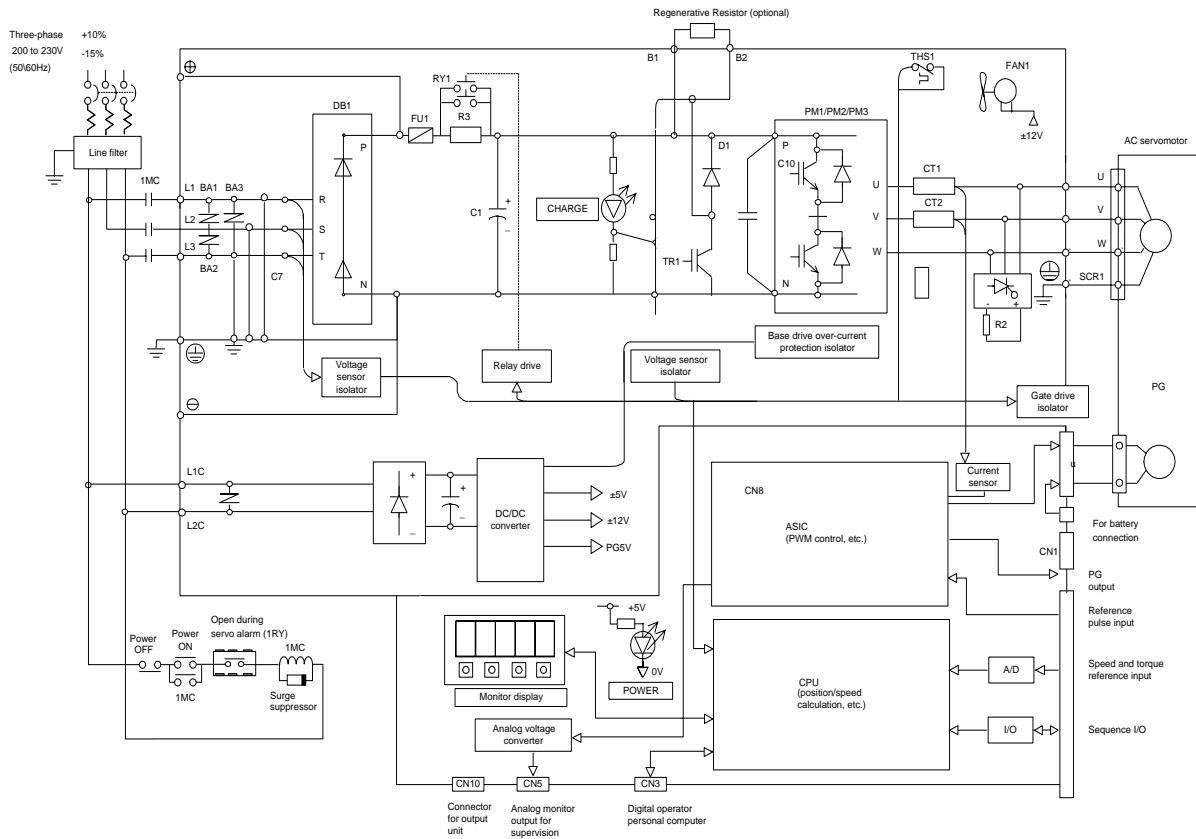 Regenerative Resistor (optional)
Three-phase +10%
200 to 230V -15%
(50\60Hz)
B1 B2
THS1
FAN1
±12V
RY1
DB1
FU1
R3
PM1/PM2/PM3
AC servomotor
Line filter
P
D1
P
C10
CT1
U
U
1MC
L1 BA1 BA3
R
C1
+
–
CHARGE
V
CT2
V
L2
S
W
W
L3
T
BA2
C7
TR1
SCR1
N
N
- +
R2
Voltage
sensor
isolator
Relay drive
Voltage sensor
isolator
Base drive over-current
protection isolator
Gate drive
isolator
PG
L1C
L2C
+
–
+
–
DC/DC
converter
±5V
±12V
PG5V
CN8
ASIC
(PWM control, etc.)
Current
sensor
u
For battery
connection
CN1
PG
output
Reference
pulse input
Power
OFF
Power
ON
Open during
servo alarm (1RY)
1MC
1MC
Surge
suppressor
Monitor display
+5V
0V
POWER
CPU
(position/speed
calculation, etc.)
A/D
Speed and torque
reference input
I/O
Sequence I/O
Analog voltage
converter
CN10
CN5
CN3
Connector
for output
unit
Analog monitor
output for
supervision
Digital operator
personal computer